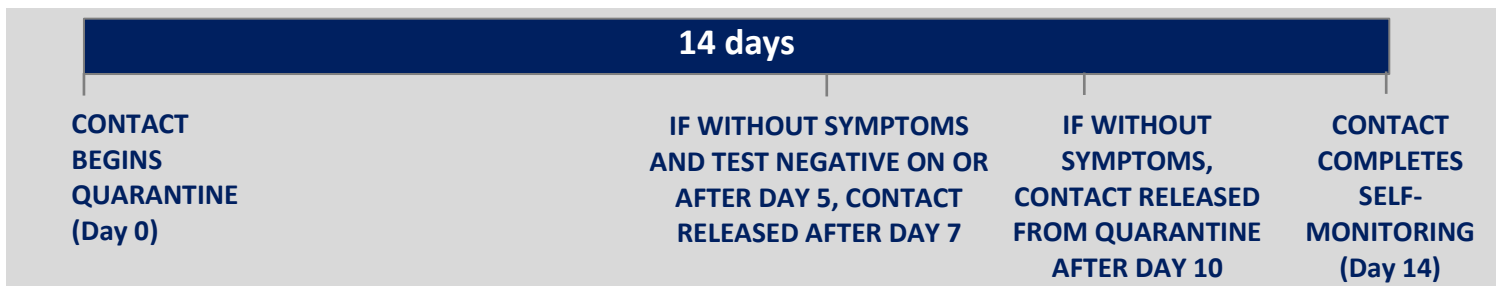 14 days
CONTACT
BEGINS
QUARANTINE
(Day 0)
IF WITHOUT SYMPTOMS
AND TEST NEGATIVE ON OR
AFTER DAY 5, CONTACT
RELEASED AFTER DAY 7
IF WITHOUT
SYMPTOMS,
CONTACT RELEASED
FROM QUARANTINE
AFTER DAY 10
CONTACT
COMPLETES
SELF-
MONITORING
(Day 14)